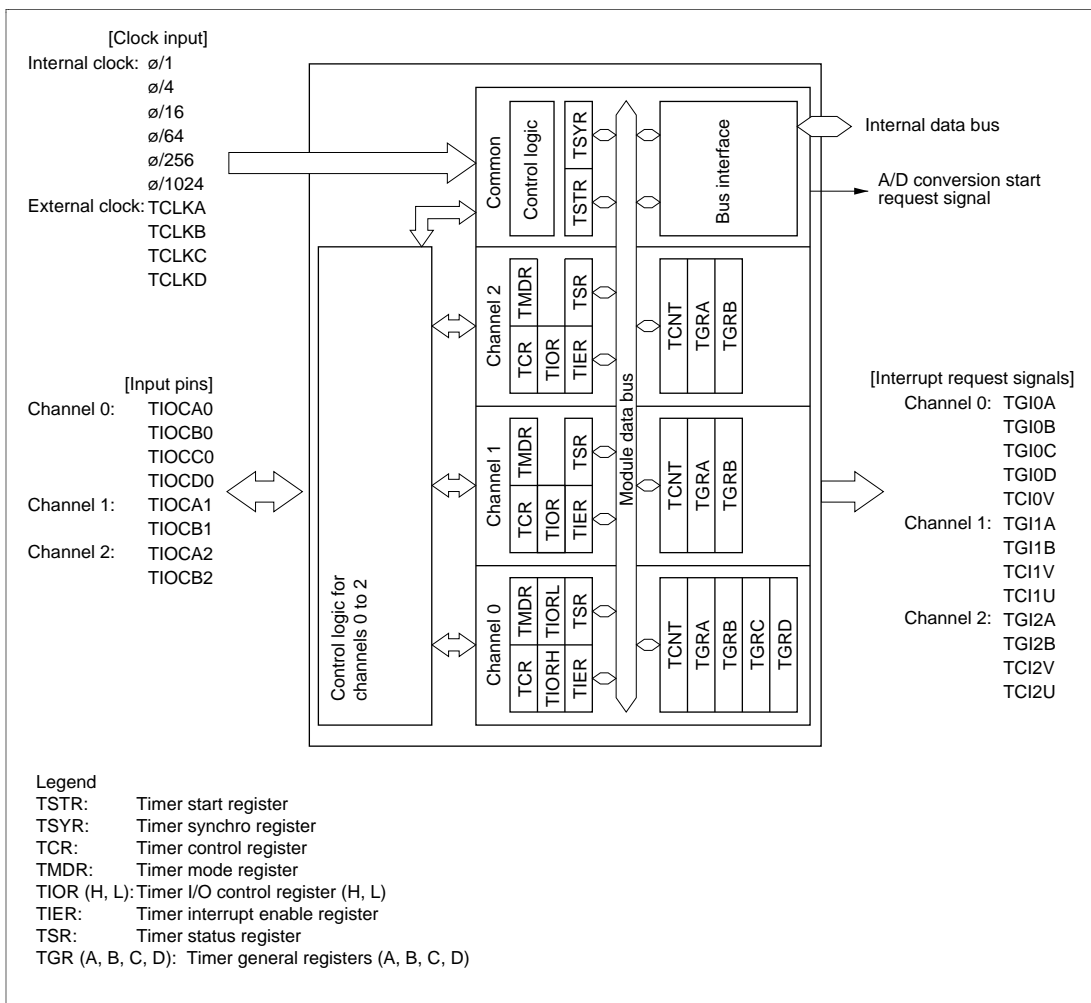 [Clock input]
Internal clock: ø/1
ø/4
ø/16
ø/64
ø/256
ø/1024
External clock: TCLKA
TCLKB
TCLKC
TCLKD
[Input pins]
Channel 0: TIOCA0
TIOCB0
TIOCC0
TIOCD0
Channel 1: TIOCA1
TIOCB1
Channel 2: TIOCA2
TIOCB2
Control logic for
channels 0 to 2
Common
Control logic
TSTR
TSYR
Bus interface
Channel 2
TCR
TMDR
TIOR
TIER
TSR
TCNT
TGRA
TGRB
Channel 1
TCR
TMDR
TIOR
TIER
TSR
TCNT
TGRA
TGRB
Channel 0
TCR
TMDR
TIORH
TIORL
TIER
TSR
TCNT
TGRA
TGRB
TGRC
TGRD
Module data bus
Internal data bus
A/D conversion start
request signal
[Interrupt request signals]
Channel 0: TGI0A
TGI0B
TGI0C
TGI0D
TCI0V
Channel 1: TGI1A
TGI1B
TCI1V
TCI1U
Channel 2: TGI2A
TGI2B
TCI2V
TCI2U
Legend
TSTR: Timer start register
TSYR: Timer synchro register
TCR: Timer control register
TMDR: Timer mode register
TIOR (H, L): Timer I/O control register (H, L)
TIER: Timer interrupt enable register
TSR: Timer status register
TGR (A, B, C, D): Timer general registers (A, B, C, D)